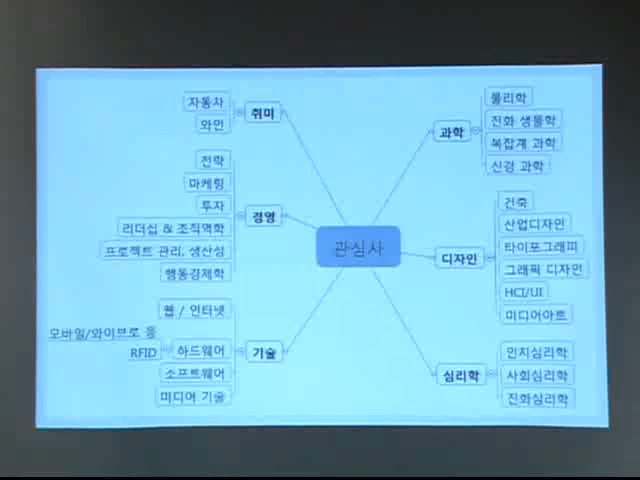 관심사
취미
자동차
와인
경영
전략
마케팅
투자
리더십 & 조직역학
프로젝트 관리, 생산성
행동경제학
기술
웹 / 인터넷
하드웨어
모바일/와이브로 등
RFID
소프트웨어
미디어 기술
과학
물리학
진화 생물학
복잡계 과학
신경 과학
디자인
건축
산업디자인
타이포그래피
그래픽 디자인
HCI/UI
미디어아트
심리학
인지심리학
사회심리학
진화심리학